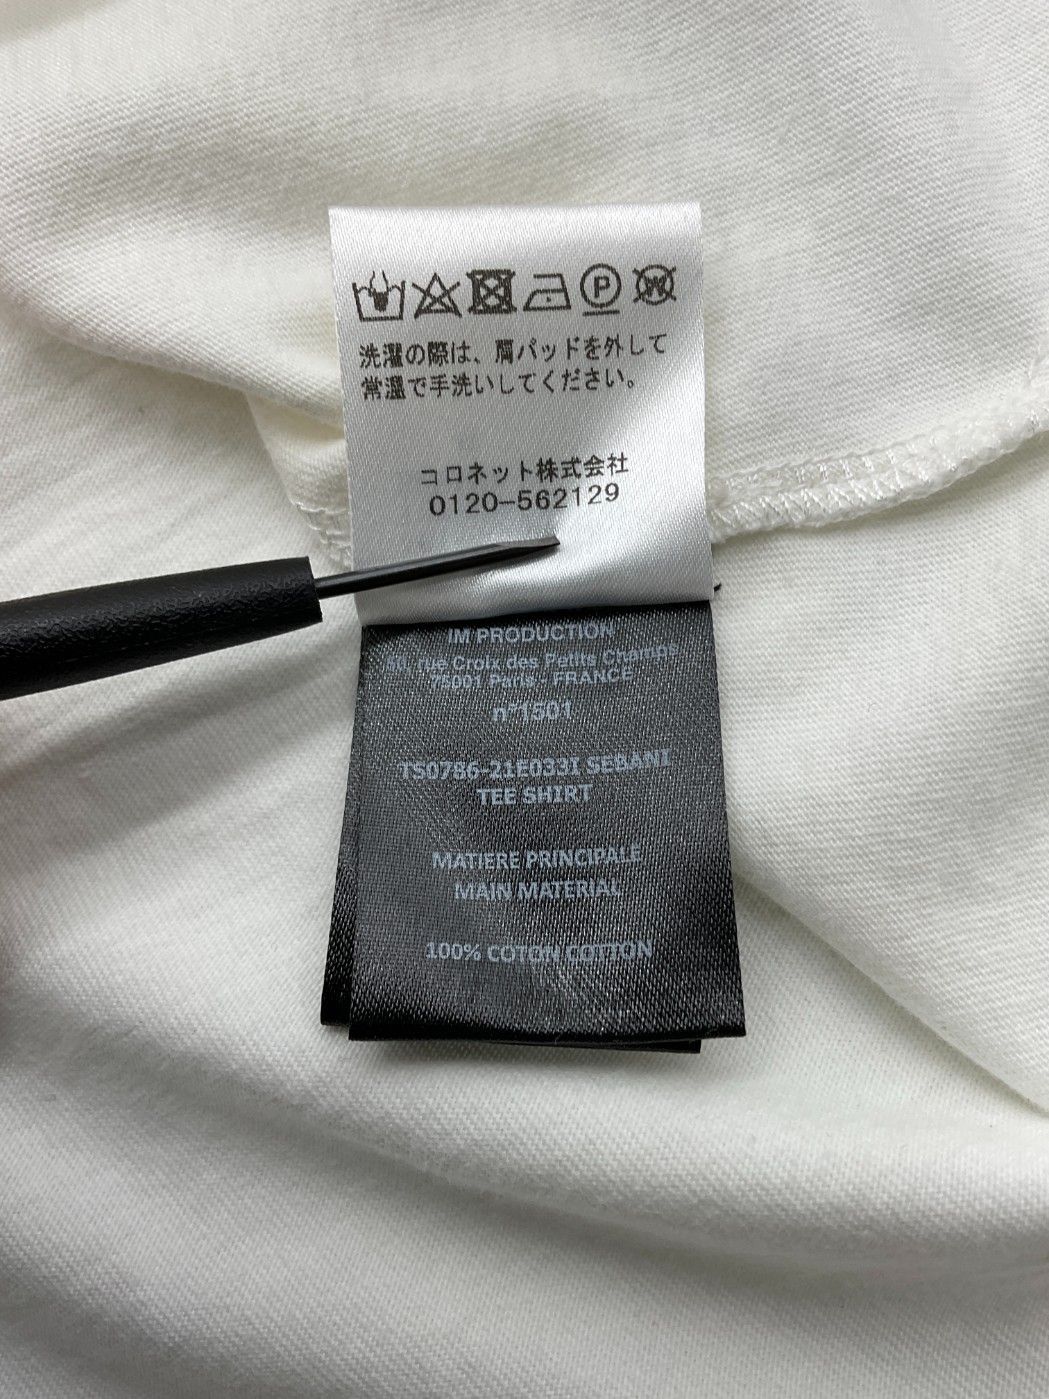 洗濯の際は、肩パッドを外して
常温で手洗いしてください。
コロネット株式会社
0120-562129
IM PRODUCTION
50, rue Croix des Petits Champs
75001 Paris - FRANCE
n°1501
TS0786-21E033I SEBANI
TEE SHIRT
MATIERE PRINCIPALE
MAIN MATERIAL
100% COTON COTTON